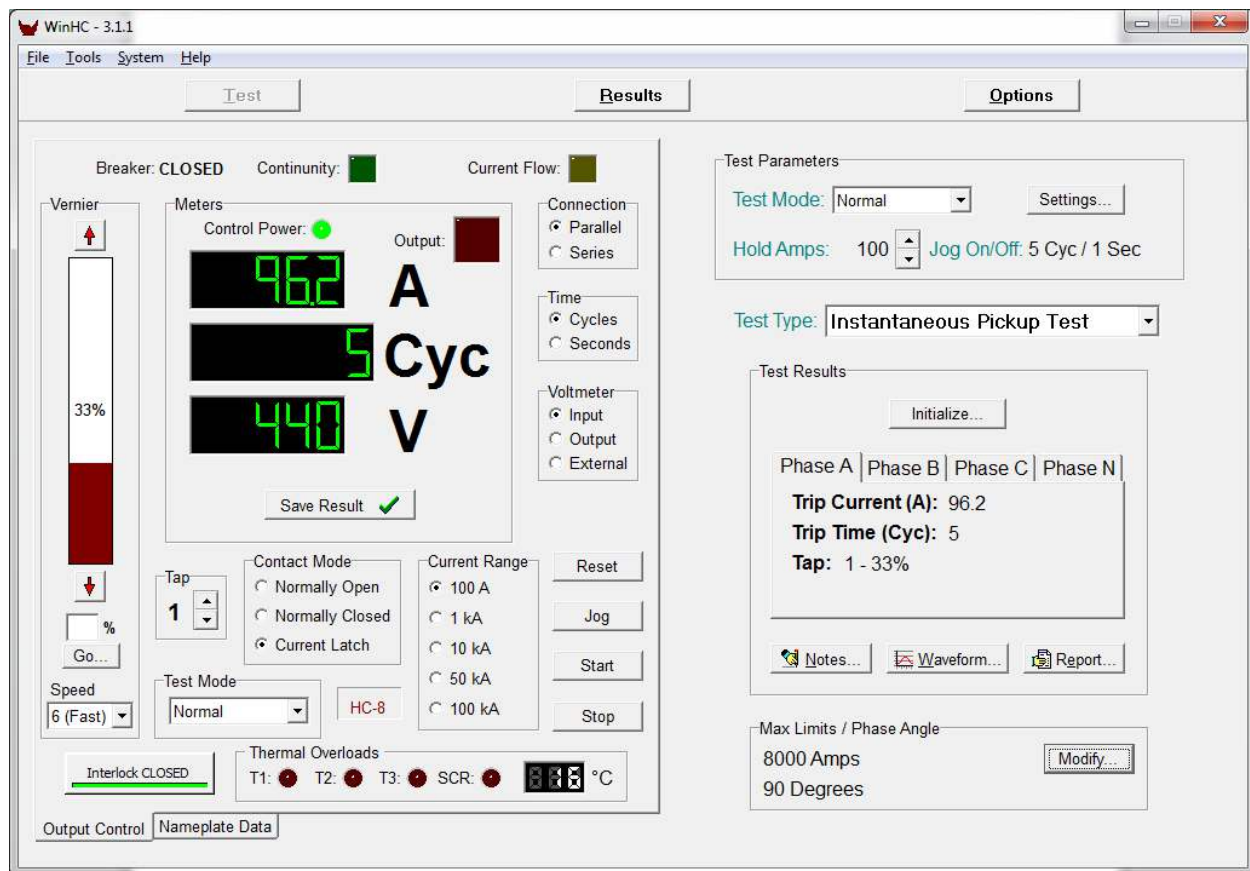 WinHC - 3.1.1
File Tools System Help
Test Results Options
Breaker: CLOSED Continunity: Current Flow:
Vernier
33%
%
Go...
Speed
6 (Fast)
Meters
Control Power: Output:
96.2 A
5 Cyc
440 V
Save Result
Connection
Parallel
Series
Time
Cycles
Seconds
Voltmeter
Input
Output
External
Tap
1
Contact Mode
Normally Open
Normally Closed
Current Latch
Current Range
100 A
1 kA
10 kA
50 kA
100 kA
Reset
Jog
Start
Stop
Test Mode
Normal
HC-8
Interlock CLOSED
Thermal Overloads
T1: T2: T3: SCR: 18 °C
Output Control Nameplate Data
Test Parameters
Test Mode: Normal Settings...
Hold Amps: 100 Jog On/Off: 5 Cyc / 1 Sec
Test Type: Instantaneous Pickup Test
Test Results
Initialize...
Phase A Phase B Phase C Phase N
Trip Current (A): 96.2
Trip Time (Cyc): 5
Tap: 1 - 33%
Notes... Waveform... Report...
Max Limits / Phase Angle
8000 Amps Modify...
90 Degrees